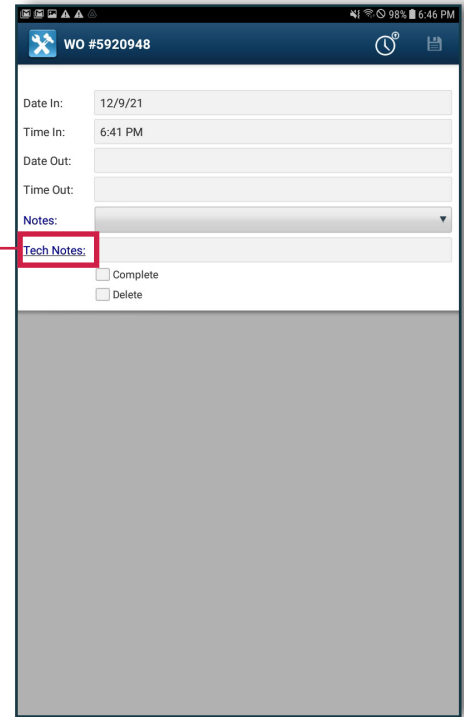 98% 6:46 PM
WO #5920948
Date In: 12/9/21
Time In: 6:41 PM
Date Out:
Time Out:
Notes:
Tech Notes:
Complete
Delete